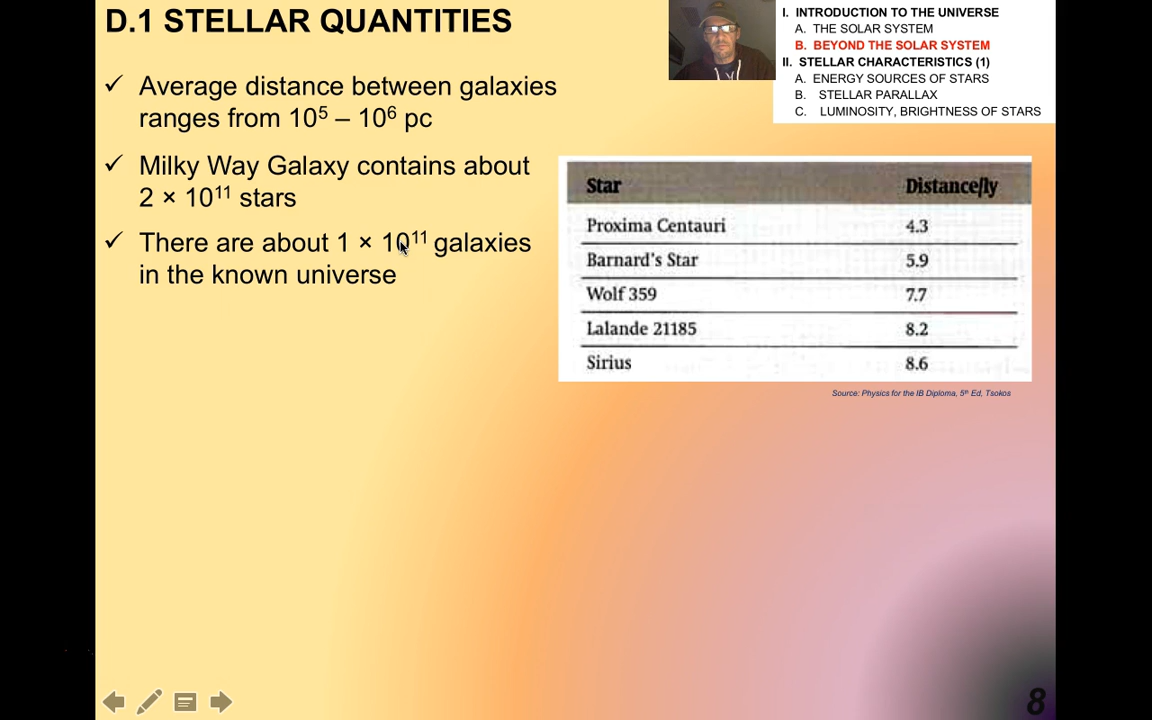 D.1 STELLAR QUANTITIES
✓ Average distance between galaxies
ranges from 10⁵ – 10⁶ pc
✓ Milky Way Galaxy contains about
2 × 10¹¹ stars
✓ There are about 1 × 10¹¹ galaxies
in the known universe
I. INTRODUCTION TO THE UNIVERSE
A. THE SOLAR SYSTEM
B. BEYOND THE SOLAR SYSTEM
II. STELLAR CHARACTERISTICS (1)
A. ENERGY SOURCES OF STARS
B. STELLAR PARALLAX
C. LUMINOSITY, BRIGHTNESS OF STARS
Star Distance/ly
Proxima Centauri 4.3
Barnard's Star 5.9
Wolf 359 7.7
Lalande 21185 8.2
Sirius 8.6
Source: Physics for the IB Diploma, 5ᵗʰ Ed, Tsokos
8